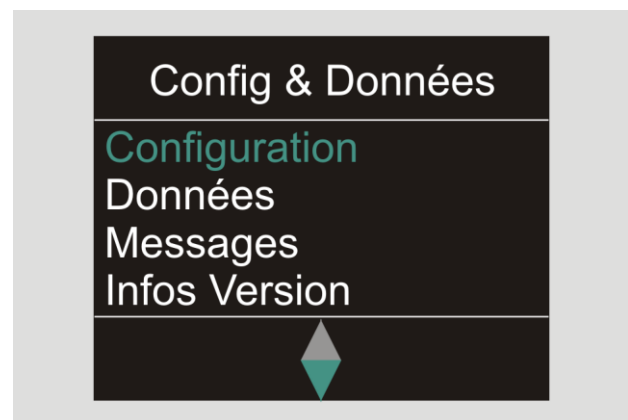 Config & Données
Configuration
Données
Messages
Infos Version